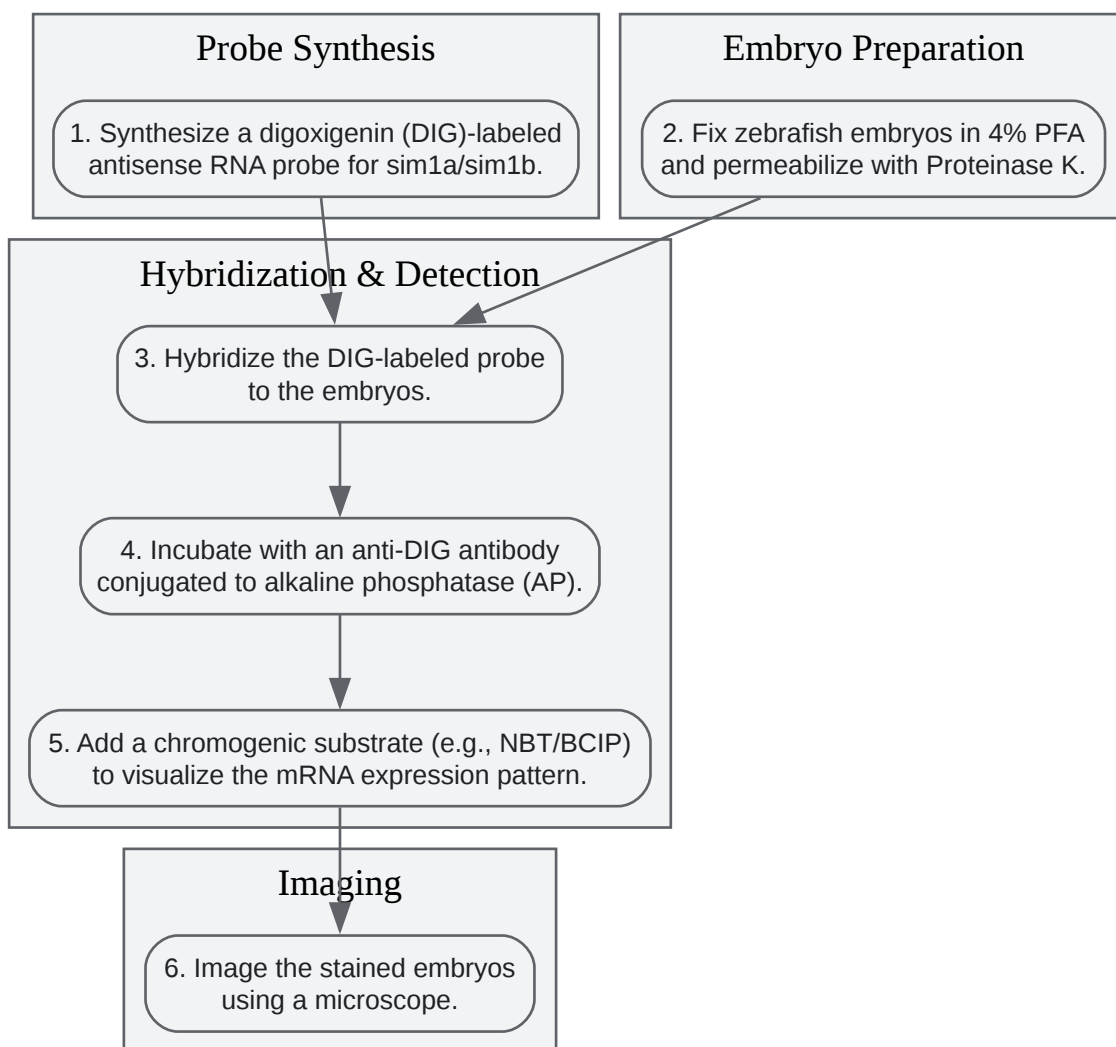 Probe Synthesis
1. Synthesize a digoxigenin (DIG)-labeled
antisense RNA probe for sim1a/sim1b.
Embryo Preparation
2. Fix zebrafish embryos in 4% PFA
and permeabilize with Proteinase K.
Hybridization & Detection
3. Hybridize the DIG-labeled probe
to the embryos.
4. Incubate with an anti-DIG antibody
conjugated to alkaline phosphatase (AP).
5. Add a chromogenic substrate (e.g., NBT/BCIP)
to visualize the mRNA expression pattern.
Imaging
6. Image the stained embryos
using a microscope.